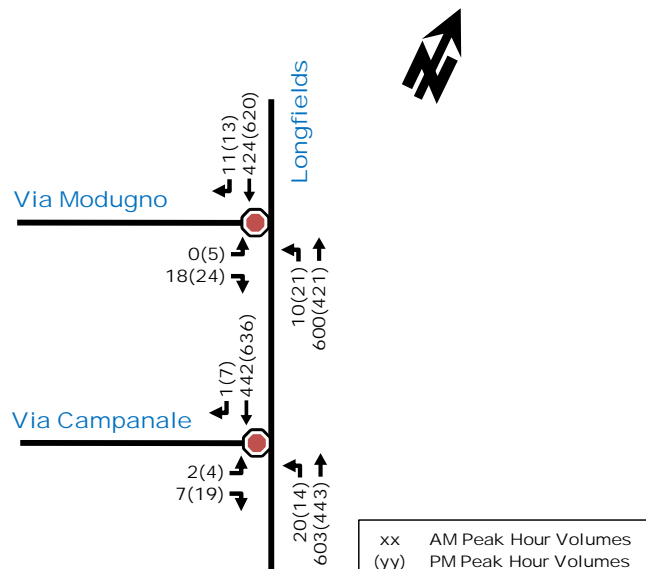 N
Longfields
11(13)
424(620)
Via Modugno
0(5)
18(24)
10(21)
600(421)
1(7)
442(636)
Via Campanale
2(4)
7(19)
20(14)
603(443)
xx AM Peak Hour Volumes
(yy) PM Peak Hour Volumes